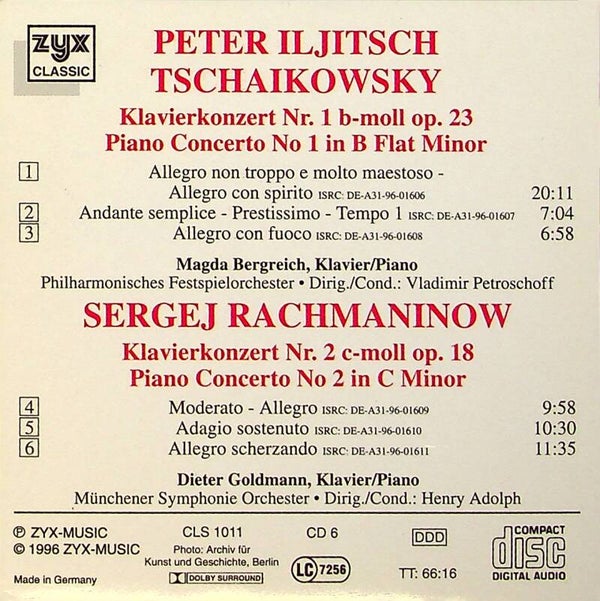 zyx
CLASSIC
PETER ILJITSCH
TSCHAIKOWSKY
Klavierkonzert Nr. 1 b-moll op. 23
Piano Concerto No 1 in B Flat Minor
1 Allegro non troppo e molto maestoso -
Allegro con spirito ISRC: DE-A31-96-01606 20:11
2 Andante semplice - Prestissimo - Tempo 1 ISRC: DE-A31-96-01607 7:04
3 Allegro con fuoco ISRC: DE-A31-96-01608 6:58
Magda Bergreich, Klavier/Piano
Philharmonisches Festspielorchester • Dirig./Cond.: Vladimir Petroschoff
SERGEJ RACHMANINOW
Klavierkonzert Nr. 2 c-moll op. 18
Piano Concerto No 2 in C Minor
4 Moderato - Allegro ISRC: DE-A31-96-01609 9:58
5 Adagio sostenuto ISRC: DE-A31-96-01610 10:30
6 Allegro scherzando ISRC: DE-A31-96-01611 11:35
Dieter Goldmann, Klavier/Piano
Münchener Symphonie Orchester • Dirig./Cond.: Henry Adolph
℗ ZYX-MUSIC CLS 1011 CD 6 DDD
© 1996 ZYX-MUSIC
Photo: Archiv für
Kunst und Geschichte, Berlin
Made in Germany
DOLBY SURROUND
LC 7256
TT: 66:16
COMPACT
disc
DIGITAL AUDIO